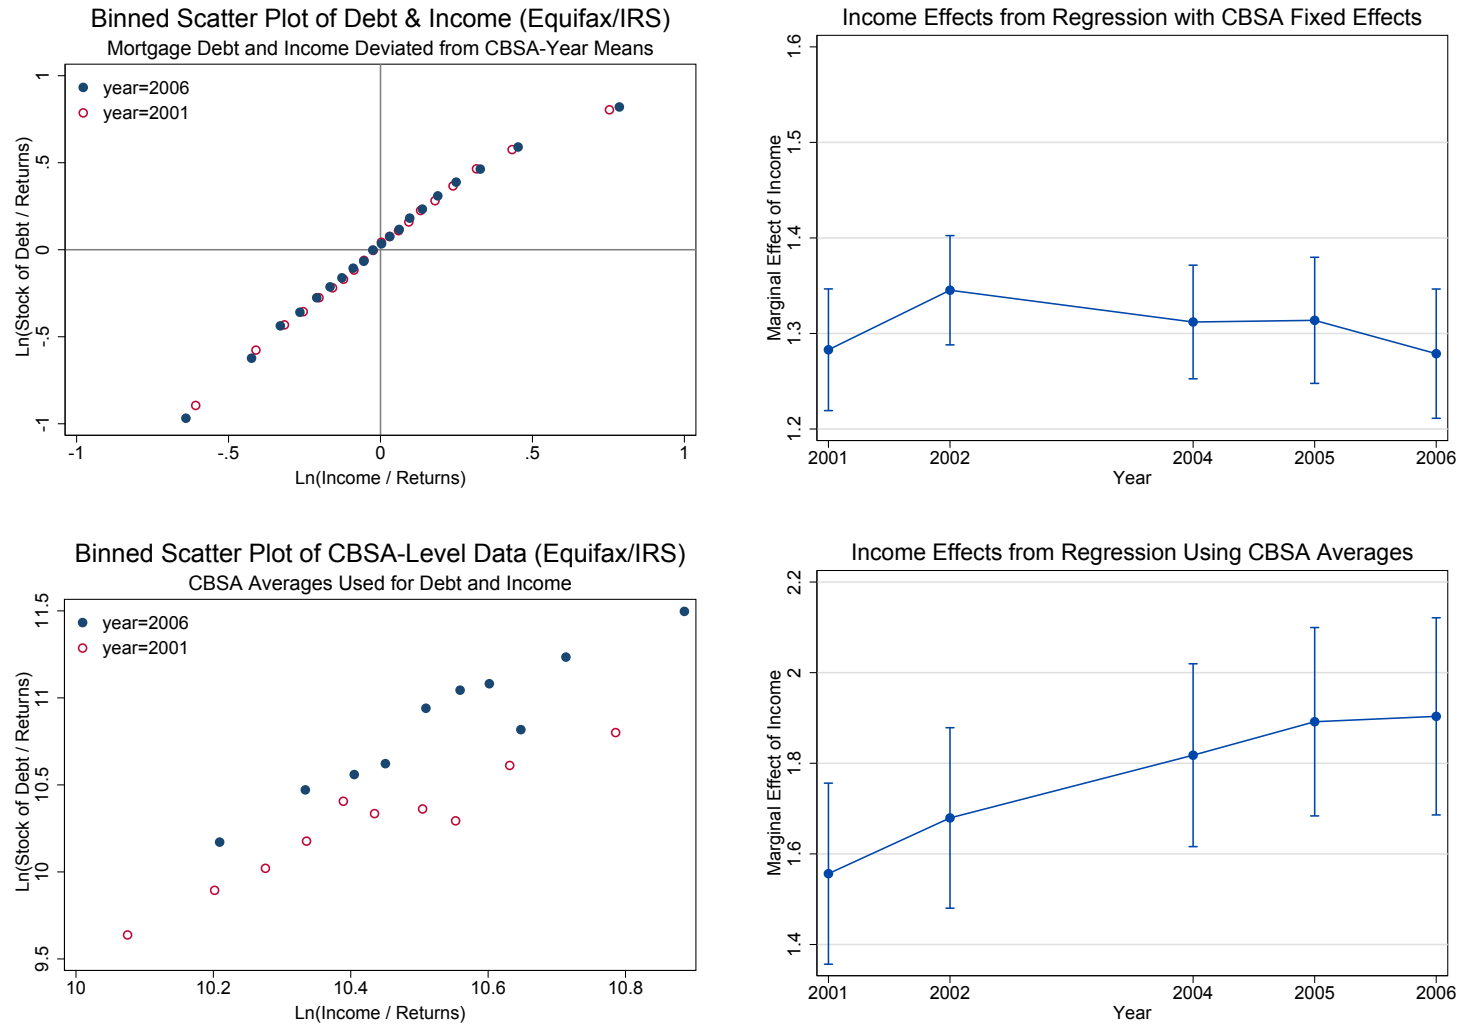 Binned Scatter Plot of Debt & Income (Equifax/IRS)
Mortgage Debt and Income Deviated from CBSA-Year Means
year=2006
year=2001
Ln(Stock of Debt / Returns)
1
.5
0
-.5
-1
-1
-.5
0
.5
1
Ln(Income / Returns)
Income Effects from Regression with CBSA Fixed Effects
Marginal Effect of Income
1.6
1.5
1.4
1.3
1.2
2001
2002
2004
2005
2006
Year
Binned Scatter Plot of CBSA-Level Data (Equifax/IRS)
CBSA Averages Used for Debt and Income
year=2006
year=2001
Ln(Stock of Debt / Returns)
11.5
11
10.5
10
9.5
10
10.2
10.4
10.6
10.8
Ln(Income / Returns)
Income Effects from Regression Using CBSA Averages
Marginal Effect of Income
2.2
2
1.8
1.6
1.4
2001
2002
2004
2005
2006
Year